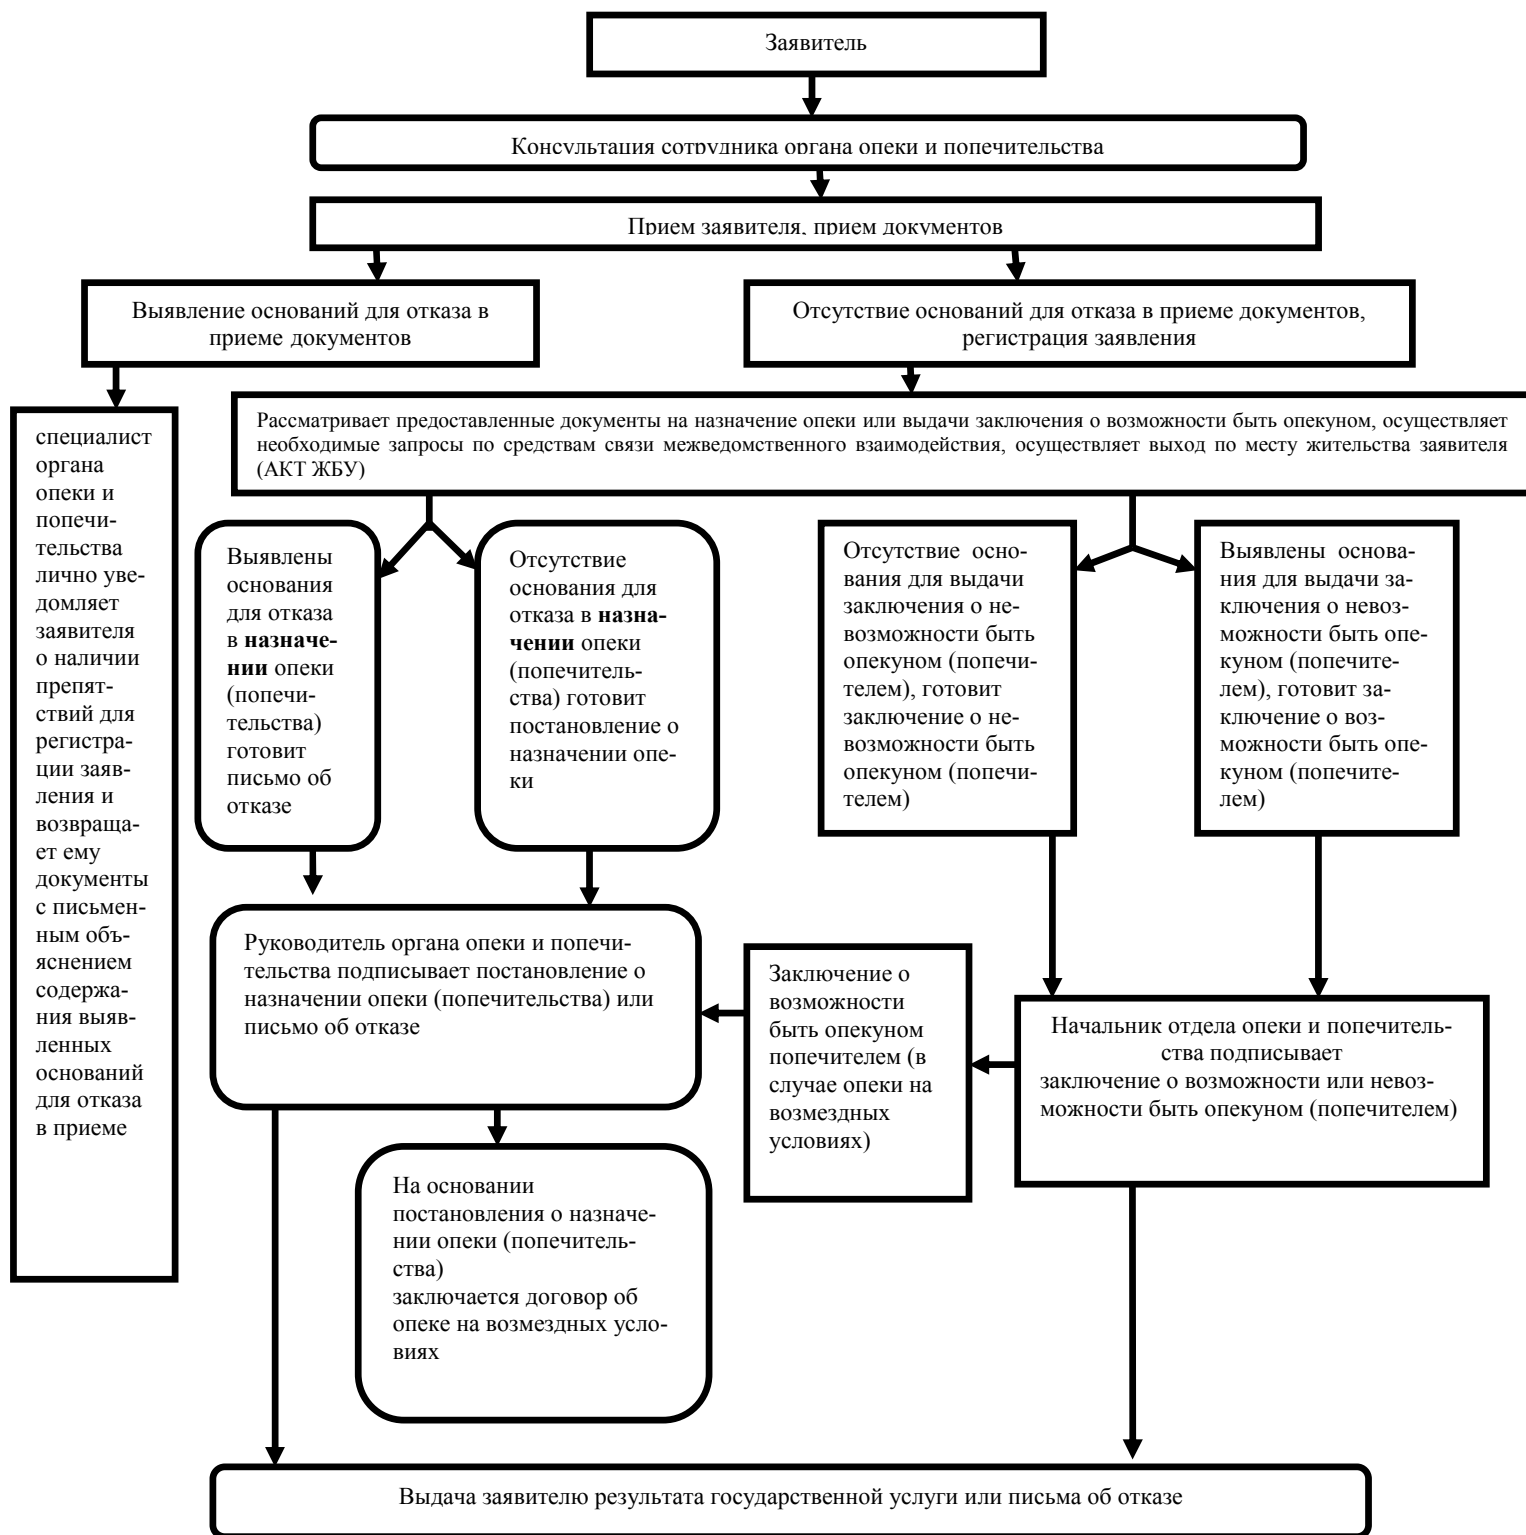 Заявитель
Консультация сотрудника органа опеки и попечительства
Прием заявителя, прием документов
Выявление оснований для отказа в
приеме документов
Отсутствие оснований для отказа в приеме документов,
регистрация заявления
Рассматривает предоставленные документы на назначение опеки или выдачи заключения о возможности быть опекуном, осуществляет
необходимые запросы по средствам связи межведомственного взаимодействия, осуществляет выход по месту жительства заявителя
(АКТ ЖБУ)
специалист
органа
опеки и
попечи-
тельства
лично уве-
домляет
заявителя
о наличии
препят-
ствий для
регистра-
ции заяв-
ления и
возвраща-
ет ему
документы
с письмен-
ным объ-
яснением
содержа-
ния выяв-
ленных
оснований
для отказа
в приеме
Выявлены
основания
для отказа
в назначе-
нии опеки
(попечи-
тельства)
готовит
письмо об
отказе
Отсутствие
основания для
отказа в назна-
чении опеки
(попечитель-
ства) готовит
постановление о
назначении опе-
ки
Отсутствие осно-
вания для выдачи
заключения о не-
возможности быть
опекуном (попечи-
телем), готовит
заключение о не-
возможности быть
опекуном (попечи-
телем)
Выявлены основа-
ния для выдачи за-
ключения о невоз-
можности быть опе-
куном (попечите-
лем), готовит за-
ключение о воз-
можности быть опе-
куном (попечите-
лем)
Руководитель органа опеки и попечи-
тельства подписывает постановление о
назначении опеки (попечительства) или
письмо об отказе
Заключение о
возможности
быть опекуном
попечителем (в
случае опеки на
возмездных
условиях)
Начальник отдела опеки и попечитель-
ства подписывает
заключение о возможности или невоз-
можности быть опекуном (попечителем)
На основании
постановления о назначе-
нии опеки (попечитель-
ства)
заключается договор об
опеке на возмездных усло-
виях
Выдача заявителю результата государственной услуги или письма об отказе